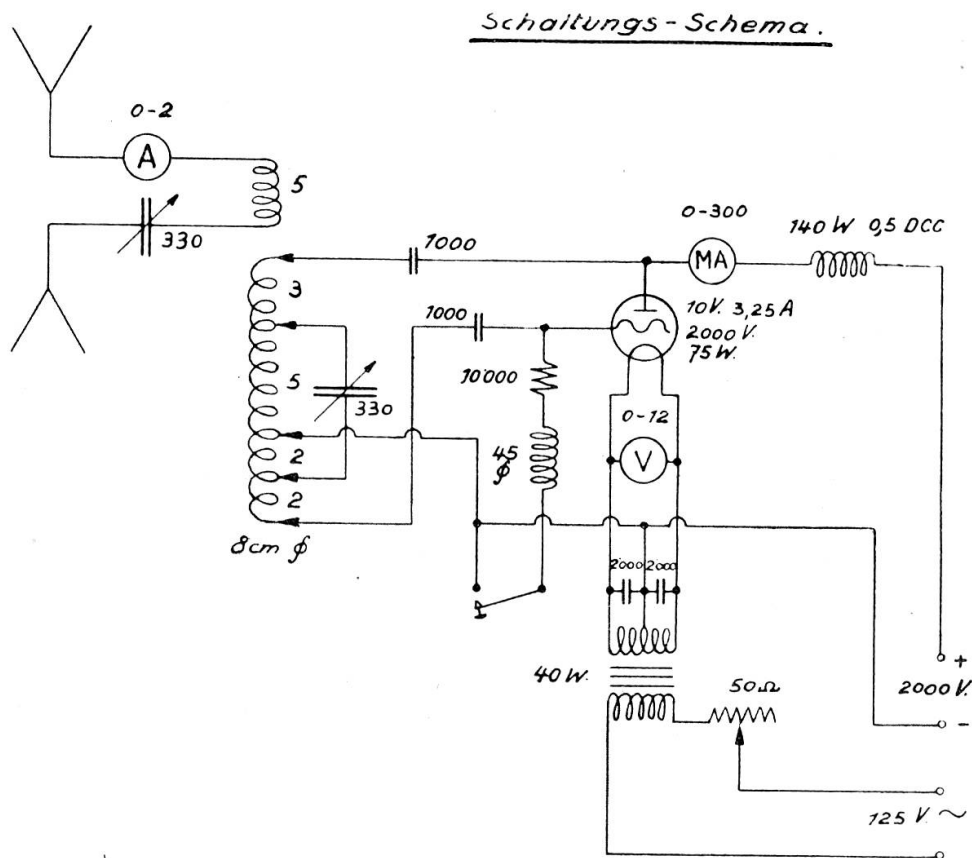 Schaltungs-Schema.
0-2
A
5
330
0-300
140 W 0,5 DCC
1000
MA
3
10V. 3,25 A
2000 V.
75 W.
1000
10'000
5
330
0-12
V
45
ϕ
2
2
8cm ϕ
2000 2000
+
2000 V.
-
40 W.
50Ω
125 V. ~